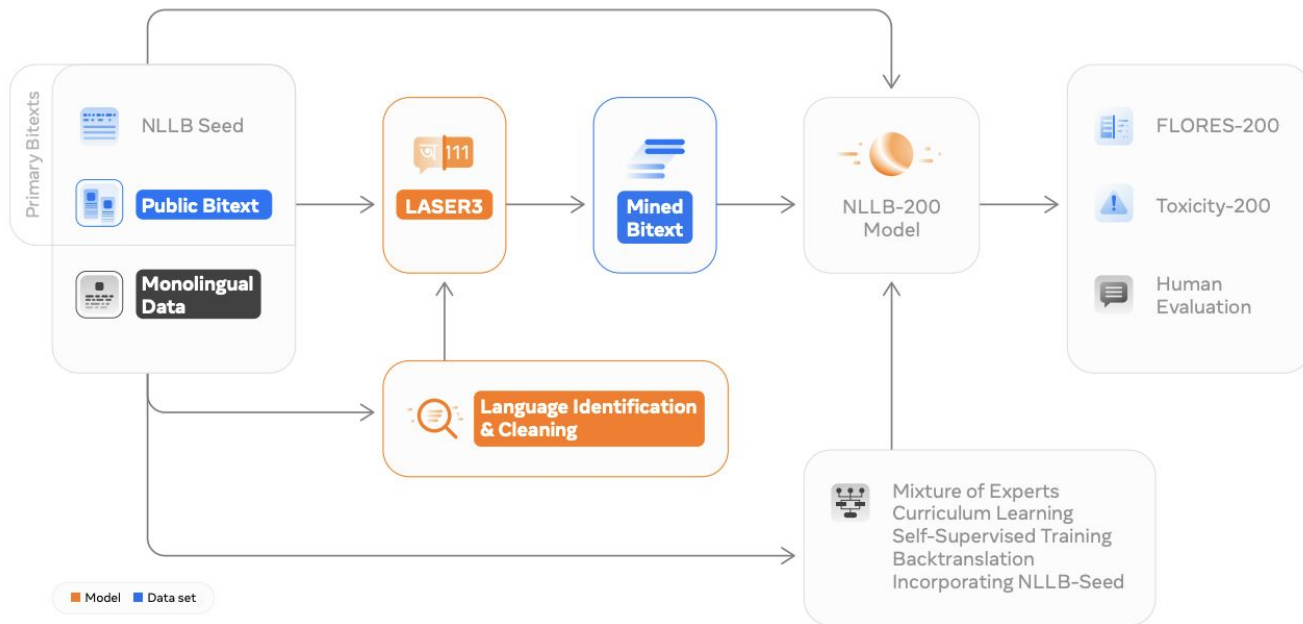 Primary Bitexts
NLLB Seed
Public Bitext
Monolingual
Data
অ 111
LASER3
Mined
Bitext
NLLB-200
Model
FLORES-200
Toxicity-200
Human
Evaluation
Language Identification
& Cleaning
Mixture of Experts
Curriculum Learning
Self-Supervised Training
Backtranslation
Incorporating NLLB-Seed
Model
Data set